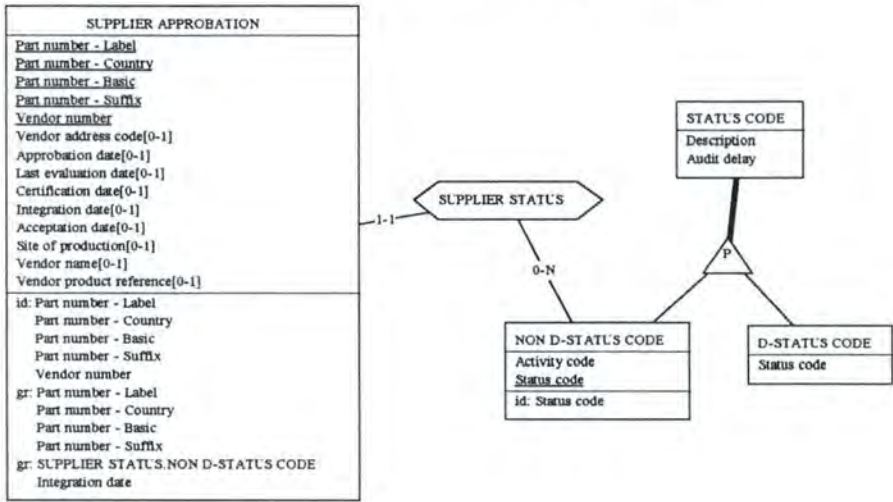 SUPPLIER APPROBATION
Part number - Label
Part number - Country
Part number - Basic
Part number - Suffix
Vendor number
Vendor address code[0-1]
Approbation date[0-1]
Last evaluation date[0-1]
Certification date[0-1]
Integration date[0-1]
Acceptation date[0-1]
Site of production[0-1]
Vendor name[0-1]
Vendor product reference[0-1]
id: Part number - Label
Part number - Country
Part number - Basic
Part number - Suffix
Vendor number
gr: Part number - Label
Part number - Country
Part number - Basic
Part number - Suffix
gr: SUPPLIER STATUS.NON D-STATUS CODE
Integration date
1-1
SUPPLIER STATUS
0-N
STATUS CODE
Description
Audit delay
P
NON D-STATUS CODE
Activity code
Status code
id: Status code
D-STATUS CODE
Status code